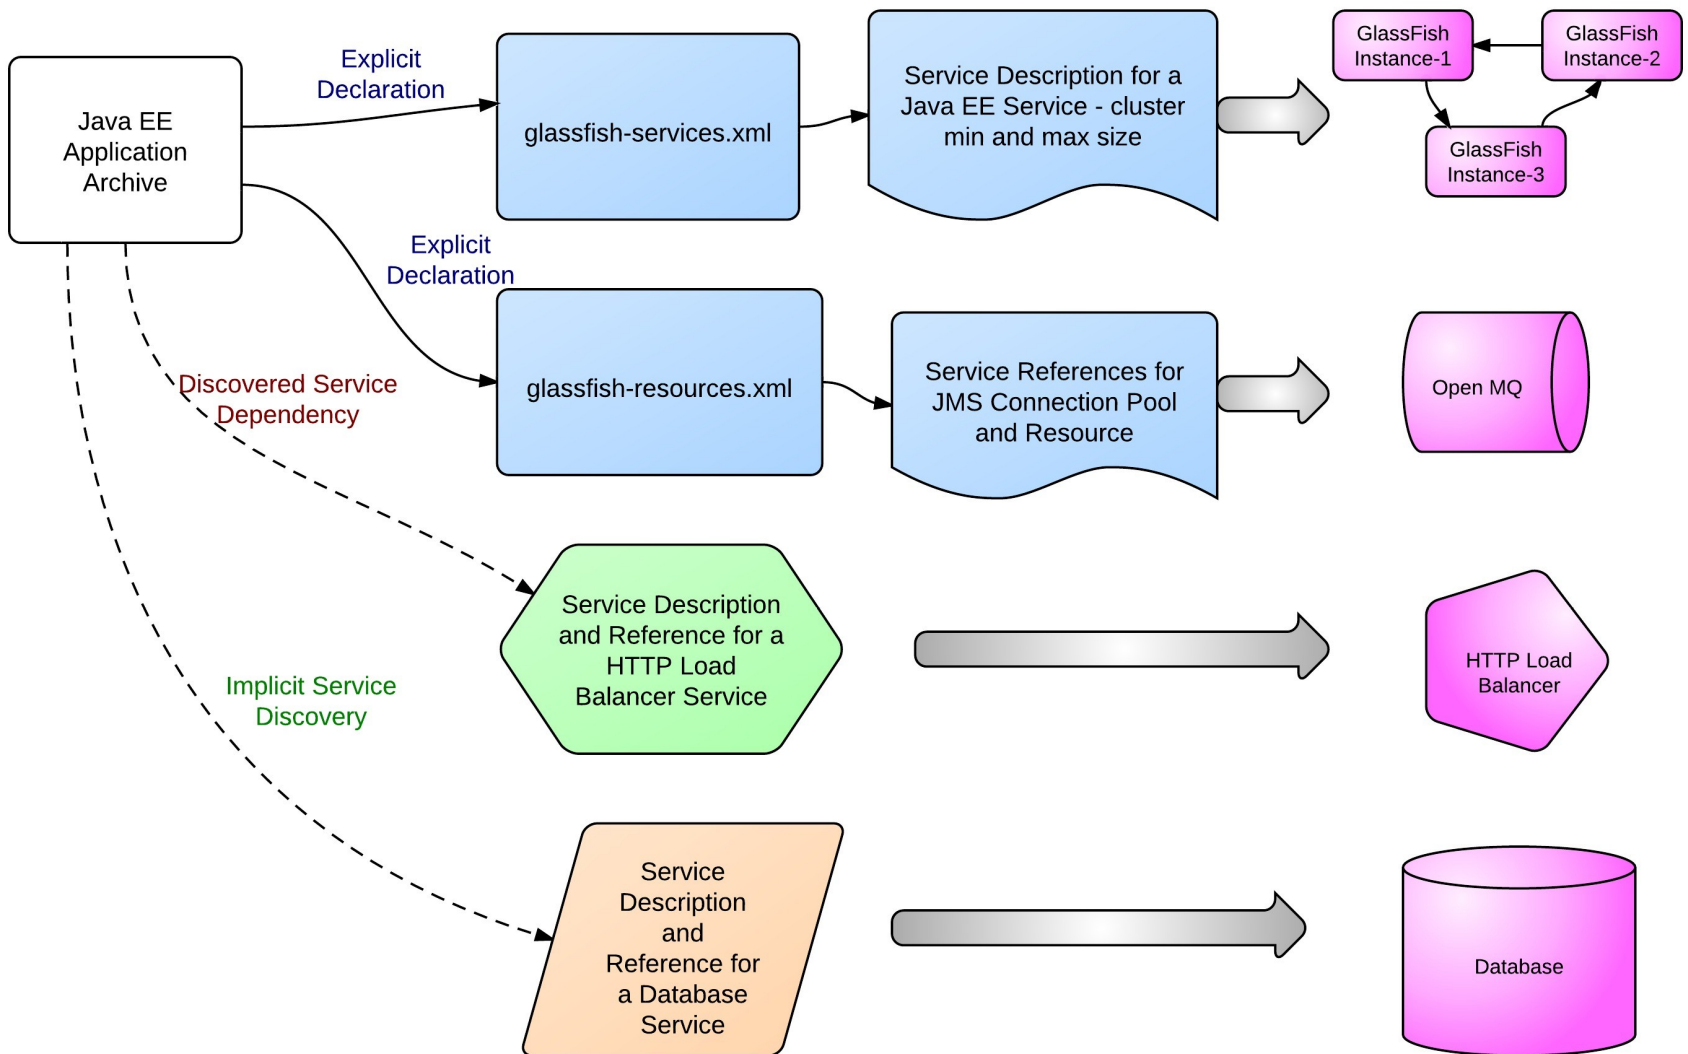 Java EE
Application
Archive
Explicit
Declaration
glassfish-services.xml
Service Description for a
Java EE Service - cluster
min and max size
GlassFish
Instance-1
GlassFish
Instance-2
GlassFish
Instance-3
Explicit
Declaration
glassfish-resources.xml
Service References for
JMS Connection Pool
and Resource
Open MQ
Discovered Service
Dependency
Service Description
and Reference for a
HTTP Load
Balancer Service
HTTP Load
Balancer
Implicit Service
Discovery
Service
Description
and
Reference for
a Database
Service
Database